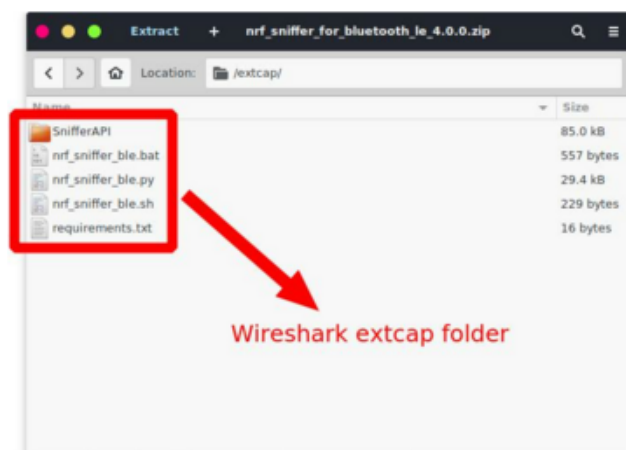 Extract + nrf_sniffer_for_bluetooth_le_4.0.0.zip
Location: /extcap/
Name Size
SnifferAPI 85.0 kB
nrf_sniffer_ble.bat 557 bytes
nrf_sniffer_ble.py 29.4 kB
nrf_sniffer_ble.sh 229 bytes
requirements.txt 16 bytes
Wireshark extcap folder